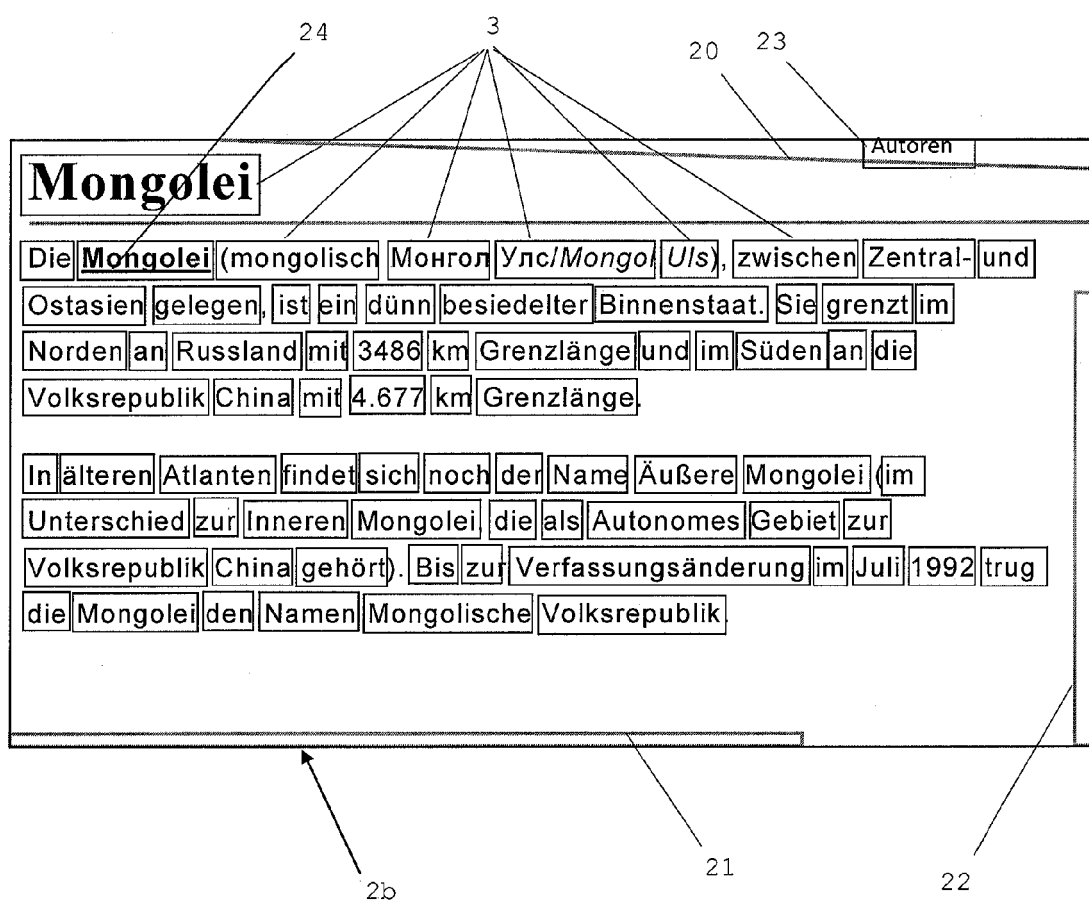 24 3 20 23
Autoren
Mongolei
Die Mongolei (mongolisch Монгол Улс/Mongol Uls), zwischen Zentral- und
Ostasien gelegen, ist ein dünn besiedelter Binnenstaat. Sie grenzt im
Norden an Russland mit 3486 km Grenzlänge und im Süden an die
Volksrepublik China mit 4.677 km Grenzlänge.
In älteren Atlanten findet sich noch der Name Äußere Mongolei (im
Unterschied zur Inneren Mongolei, die als Autonomes Gebiet zur
Volksrepublik China gehört). Bis zur Verfassungsänderung im Juli 1992 trug
die Mongolei den Namen Mongolische Volksrepublik.
2b 21 22